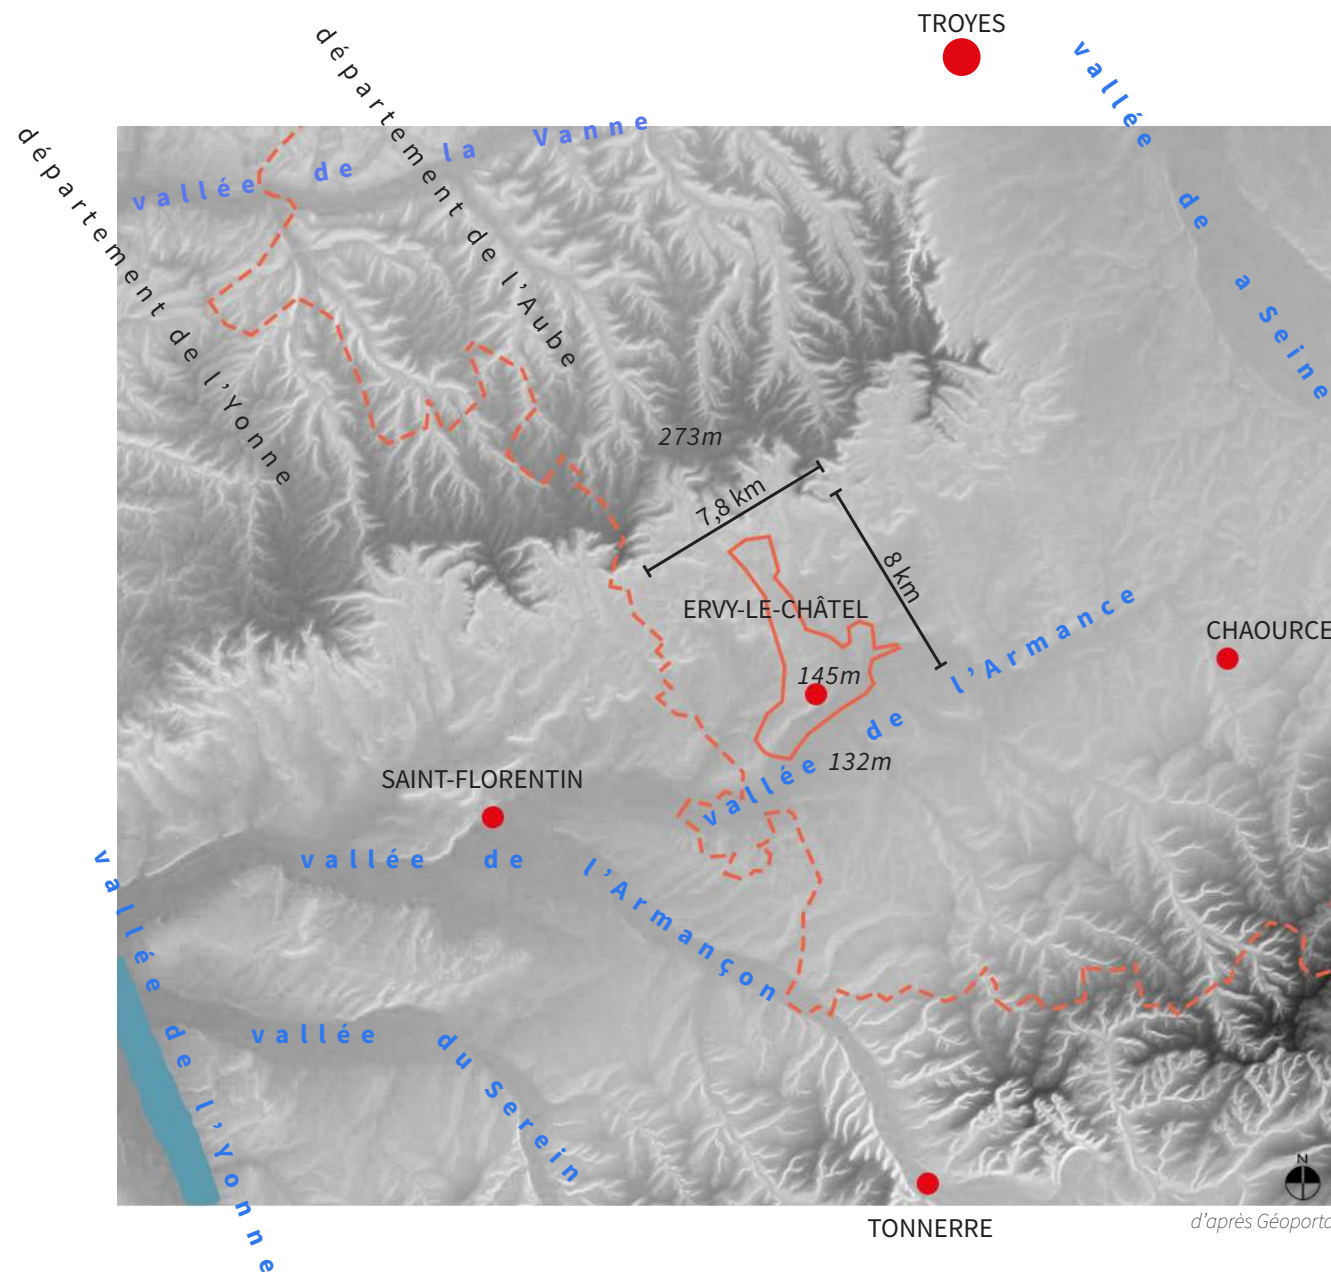 TROYES
vallée de a Seine
département de l'Aube
département de l'Yonne
vallée de la Vanne
273m
7,8 km
8 km
ERVY-LE-CHÂTEL
145m
vallée de l'Armance
132m
CHAOURCE
SAINT-FLORENTIN
vallée de l'Armançon
vallée de l'Yonne
vallée du Serein
N
TONNERRE
d'après Géoporta